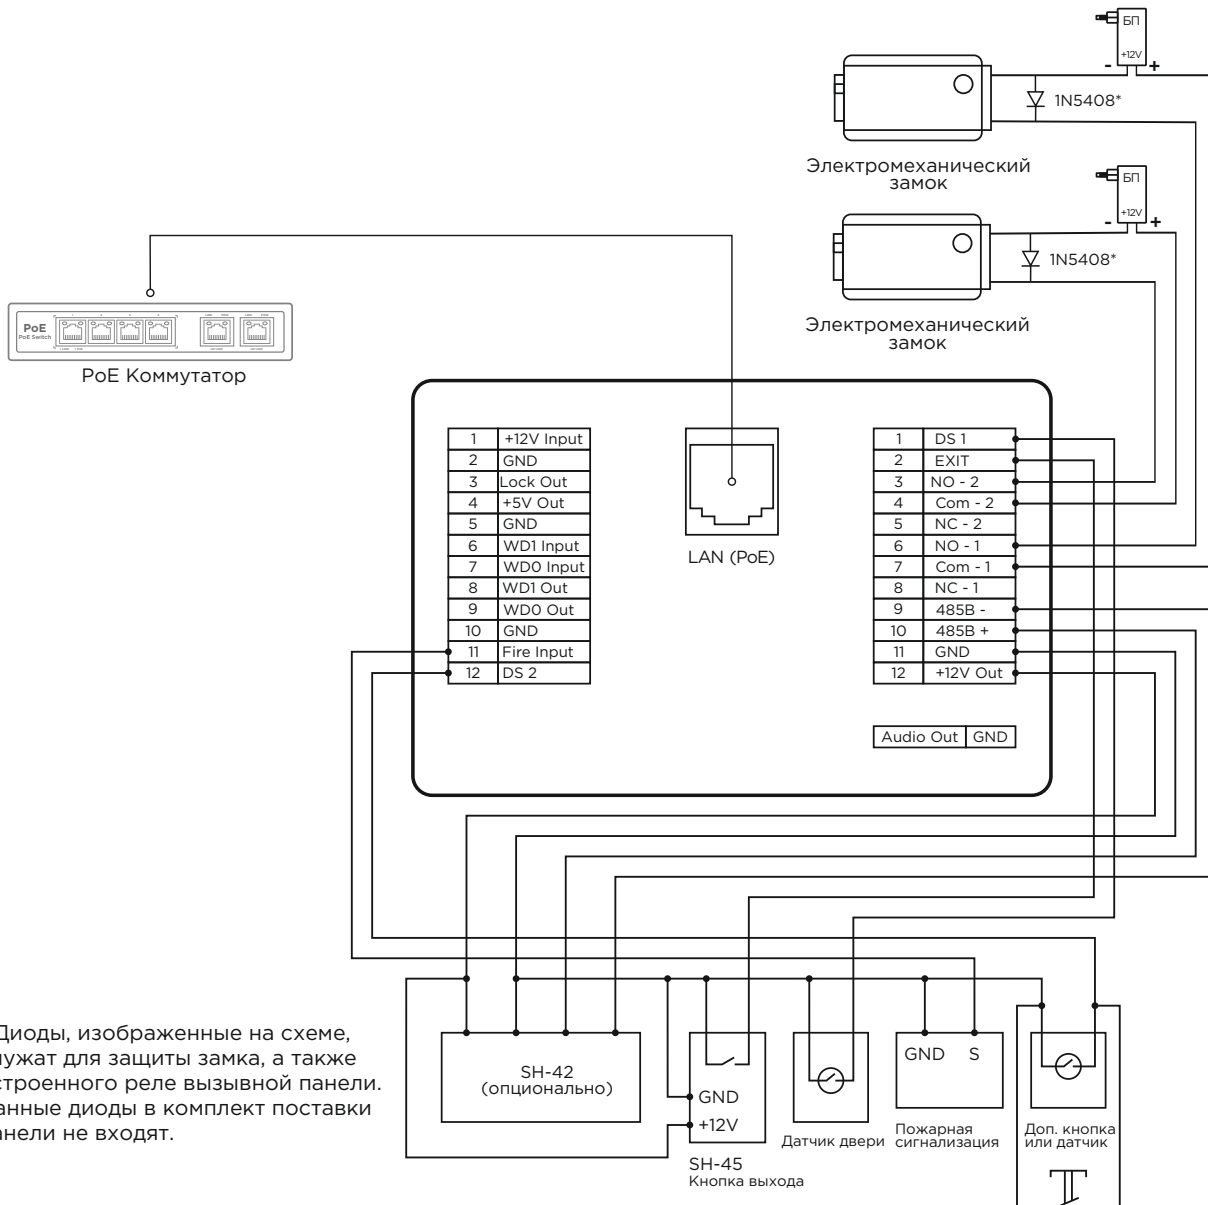 БП
+12V
- +
1N5408*
Электромеханический
замок
БП
+12V
- +
1N5408*
Электромеханический
замок
PoE
PoE Switch
PoE Коммутатор
1 +12V Input
2 GND
3 Lock Out
4 +5V Out
5 GND
6 WD1 Input
7 WD0 Input
8 WD1 Out
9 WD0 Out
10 GND
11 Fire Input
12 DS 2
LAN (PoE)
1 DS 1
2 EXIT
3 NO - 2
4 Com - 2
5 NC - 2
6 NO - 1
7 Com - 1
8 NC - 1
9 485B -
10 485B +
11 GND
12 +12V Out
Audio Out GND
Диоды, изображенные на схеме,
лужат для защиты замка, а также
строенного реле вызывной панели.
анные диоды в комплект поставки
анели не входят.
SH-42
(опционально)
GND
+12V
SH-45
Кнопка выхода
Датчик двери
GND S
Пожарная
сигнализация
Доп. кнопка
или датчик